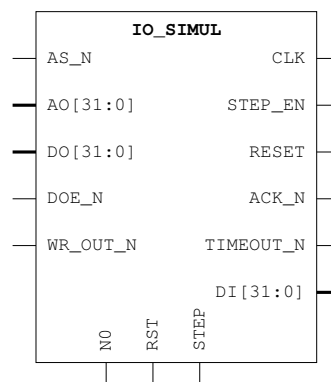 IO_SIMUL
AS_N CLK
AO[31:0] STEP_EN
DO[31:0] RESET
DOE_N ACK_N
WR_OUT_N TIMEOUT_N
DI[31:0]
N0
RST
STEP